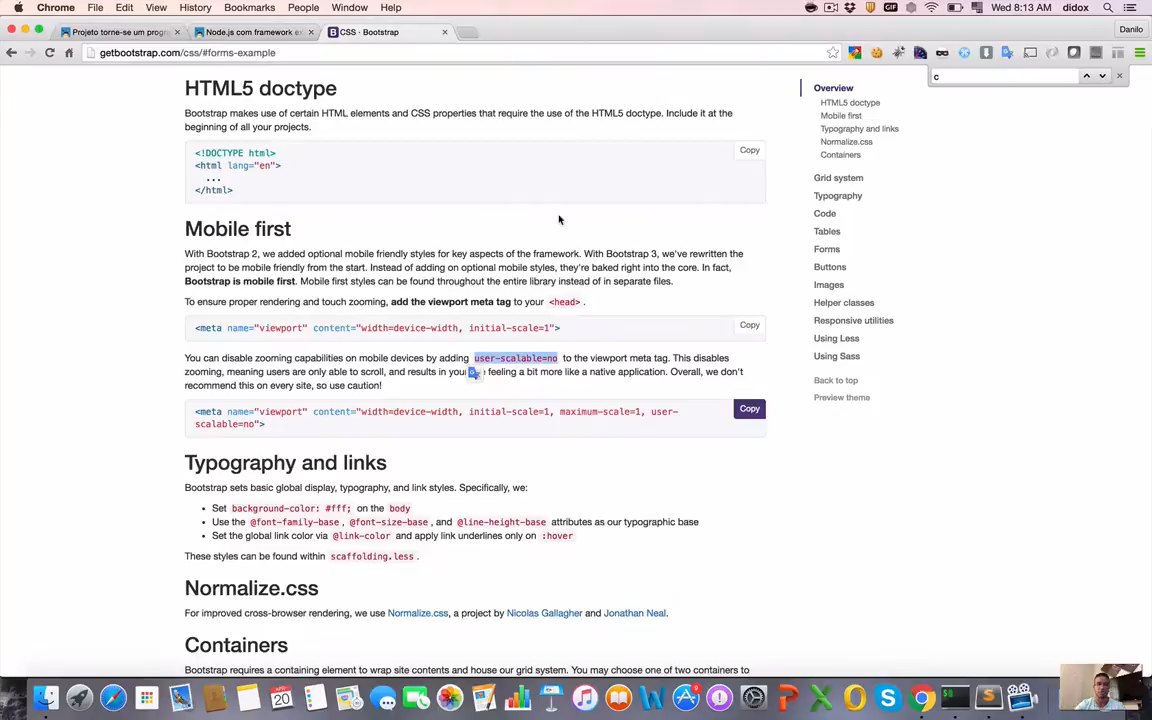 Chrome File Edit View History Bookmarks People Window Help
GIF Wed 8:13 AM didox
Projeto torne-se um progr
Node.js com framework ex
CSS · Bootstrap
Danilo
getbootstrap.com/css/#forms-example
c
HTML5 doctype
Bootstrap makes use of certain HTML elements and CSS properties that require the use of the HTML5 doctype. Include it at the
beginning of all your projects.
Copy
<!DOCTYPE html>
<html lang="en">
...
</html>
Mobile first
With Bootstrap 2, we added optional mobile friendly styles for key aspects of the framework. With Bootstrap 3, we've rewritten the
project to be mobile friendly from the start. Instead of adding on optional mobile styles, they're baked right into the core. In fact,
Bootstrap is mobile first. Mobile first styles can be found throughout the entire library instead of in separate files.
To ensure proper rendering and touch zooming, add the viewport meta tag to your <head>.
<meta name="viewport" content="width=device-width, initial-scale=1">
Copy
You can disable zooming capabilities on mobile devices by adding user-scalable=no to the viewport meta tag. This disables
zooming, meaning users are only able to scroll, and results in your feeling a bit more like a native application. Overall, we don't
recommend this on every site, so use caution!
<meta name="viewport" content="width=device-width, initial-scale=1, maximum-scale=1, user-
scalable=no">
Copy
Typography and links
Bootstrap sets basic global display, typography, and link styles. Specifically, we:
Set background-color: #fff; on the body
Use the @font-family-base, @font-size-base, and @line-height-base attributes as our typographic base
Set the global link color via @link-color and apply link underlines only on :hover
These styles can be found within scaffolding.less.
Normalize.css
For improved cross-browser rendering, we use Normalize.css, a project by Nicolas Gallagher and Jonathan Neal.
Containers
Bootstrap requires a containing element to wrap site contents and house our grid system. You may choose one of two containers to
Overview
HTML5 doctype
Mobile first
Typography and links
Normalize.css
Containers
Grid system
Typography
Code
Tables
Forms
Buttons
Images
Helper classes
Responsive utilities
Using Less
Using Sass
Back to top
Preview theme
APR
20